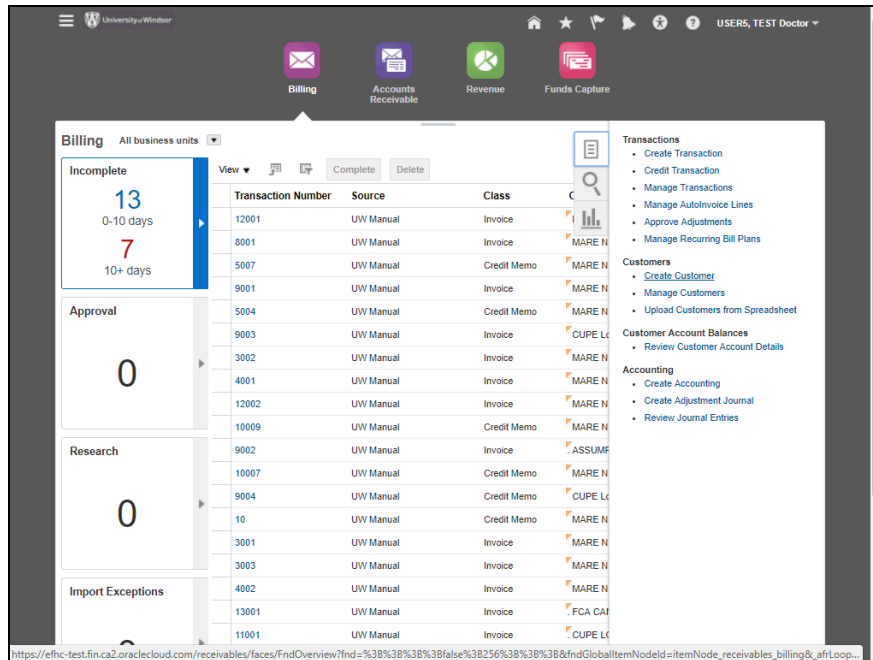 University of Windsor
USER5, TEST Doctor
Billing
Accounts Receivable
Revenue
Funds Capture
Billing All business units
Incomplete
13
0-10 days
7
10+ days
Approval
0
Research
0
Import Exceptions
View Complete Delete
Transaction Number Source Class
12001 UW Manual Invoice
8001 UW Manual Invoice MARE N
5007 UW Manual Credit Memo MARE N
9001 UW Manual Invoice MARE N
5004 UW Manual Credit Memo MARE N
9003 UW Manual Invoice CUPE Lo
3002 UW Manual Invoice MARE N
4001 UW Manual Invoice MARE N
12002 UW Manual Invoice MARE N
10009 UW Manual Credit Memo MARE N
9002 UW Manual Invoice ASSUMP
10007 UW Manual Credit Memo MARE N
9004 UW Manual Credit Memo CUPE Lo
10 UW Manual Credit Memo MARE N
3001 UW Manual Invoice MARE N
3003 UW Manual Invoice MARE N
4002 UW Manual Invoice MARE N
13001 UW Manual Invoice FCA CAN
11001 UW Manual Invoice CUPE LO
Transactions
Create Transaction
Credit Transaction
Manage Transactions
Manage AutoInvoice Lines
Approve Adjustments
Manage Recurring Bill Plans
Customers
Create Customer
Manage Customers
Upload Customers from Spreadsheet
Customer Account Balances
Review Customer Account Details
Accounting
Create Accounting
Create Adjustment Journal
Review Journal Entries
https://efhc-test.fin.ca2.oraclecloud.com/receivables/faces/FndOverview?fnd=%3B%3B%3B%3Bfalse%3B256%3B%3B%3B&fndGlobalItemNodeId=itemNode_receivables_billing&_afrLoop...